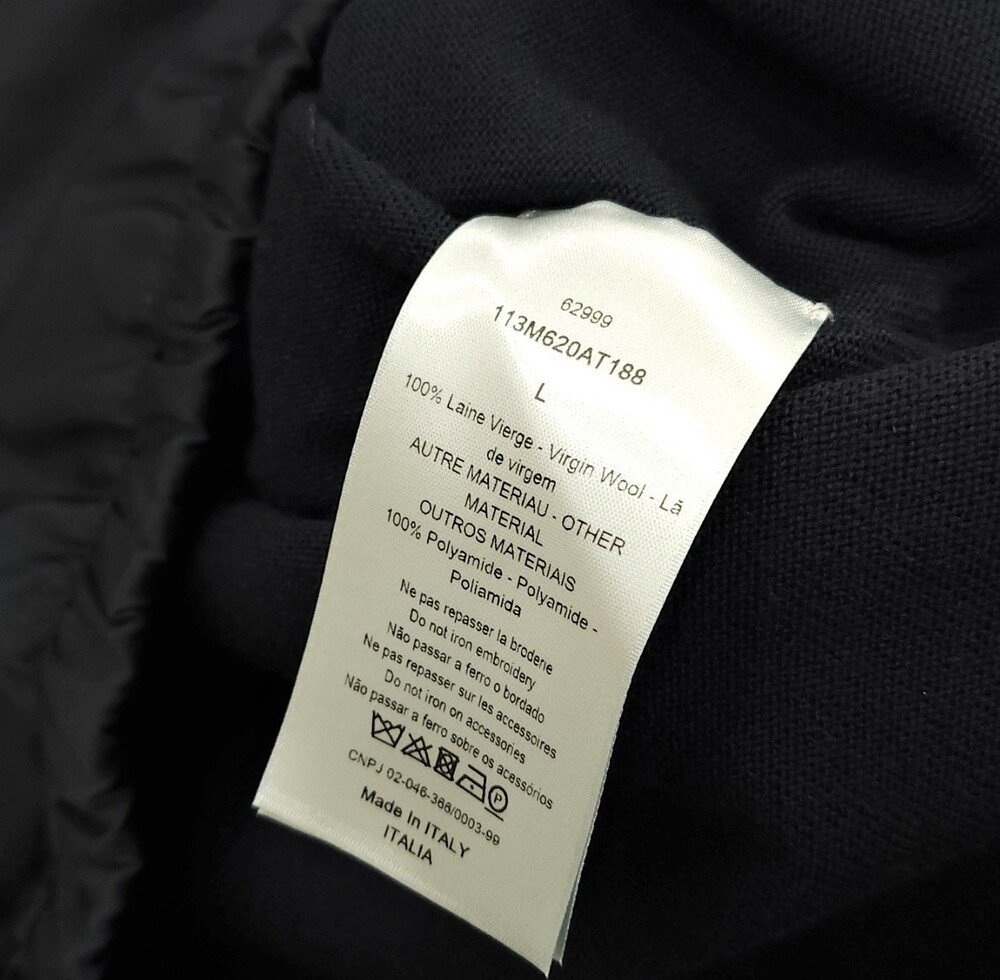 62999
113M620AT188
L
100% Laine Vierge - Virgin Wool - Lã
de virgem
AUTRE MATERIAU - OTHER
MATERIAL
OUTROS MATERIAIS
100% Polyamide - Polyamide -
Poliamida
Ne pas repasser la broderie
Do not iron embroidery
Não passar a ferro o bordado
Ne pas repasser sur les accessoires
Do not iron on accessories
Não passar a ferro sobre os acessórios
P
CNPJ 02-046-366/0003-99
Made In ITALY
ITALIA